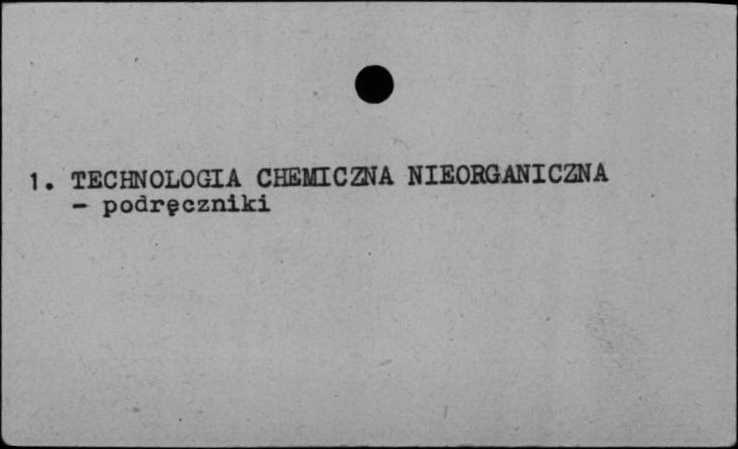 1. TECHNOLOGIA CHEMICZNA NIEORGANICZNA
– podręczniki